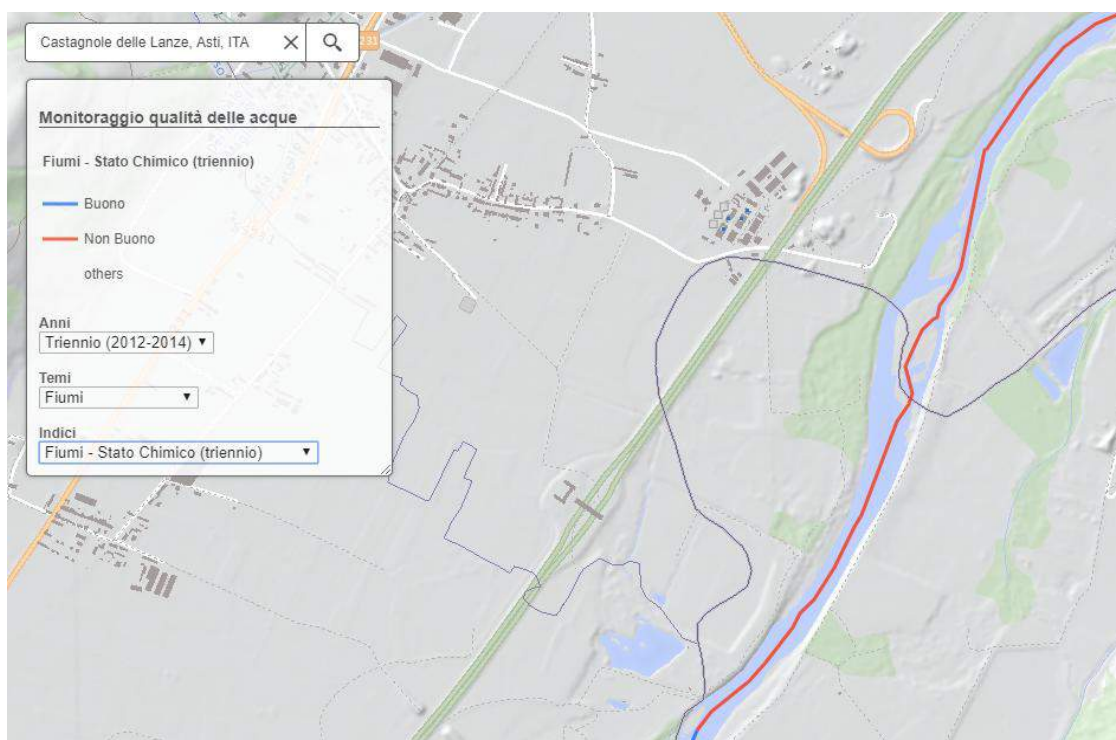 Castagnole delle Lanze, Asti, ITA
231
Monitoraggio qualità delle acque
Fiumi - Stato Chimico (triennio)
Buono
Non Buono
others
Anni
Triennio (2012-2014)
Temi
Fiumi
Indici
Fiumi - Stato Chimico (triennio)